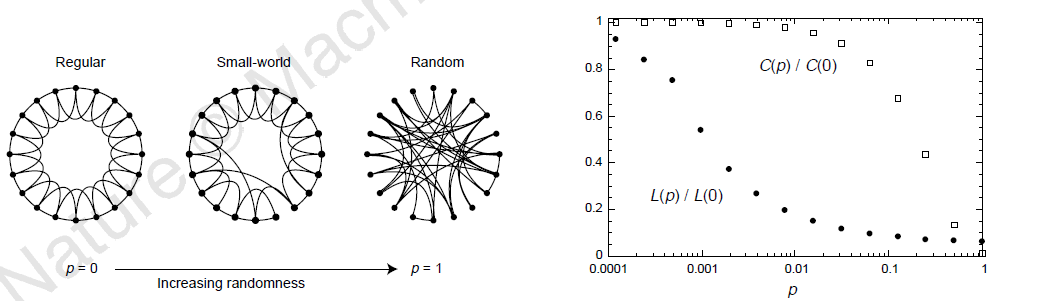 Nature © Macm
Regular
Small-world
Random
p = 0
Increasing randomness
p = 1
1
0.8
0.6
0.4
0.2
0
C(p) / C(0)
L(p) / L(0)
0.0001
0.001
0.01
0.1
1
p